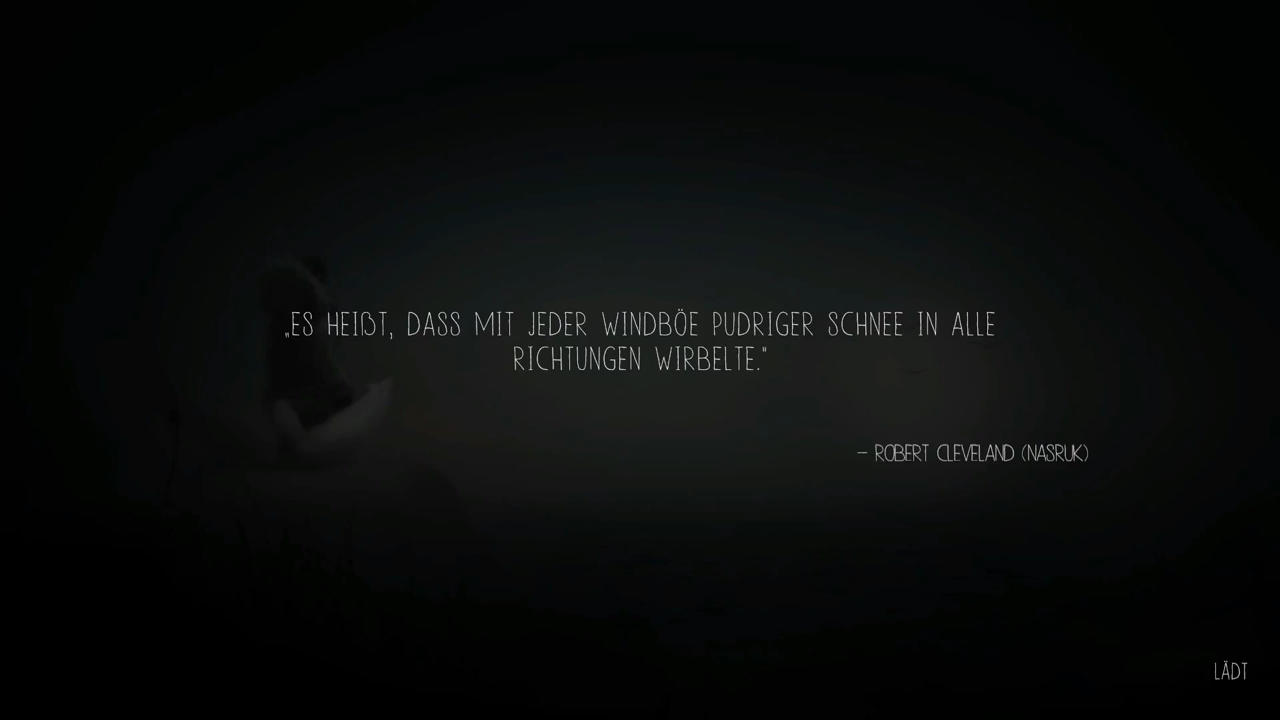 „ES HEIẞT, DASS MIT JEDER WINDBÖE PUDRIGER SCHNEE IN ALLE
RICHTUNGEN WIRBELTE."
– ROBERT CLEVELAND (NASRUK)
LÄDT